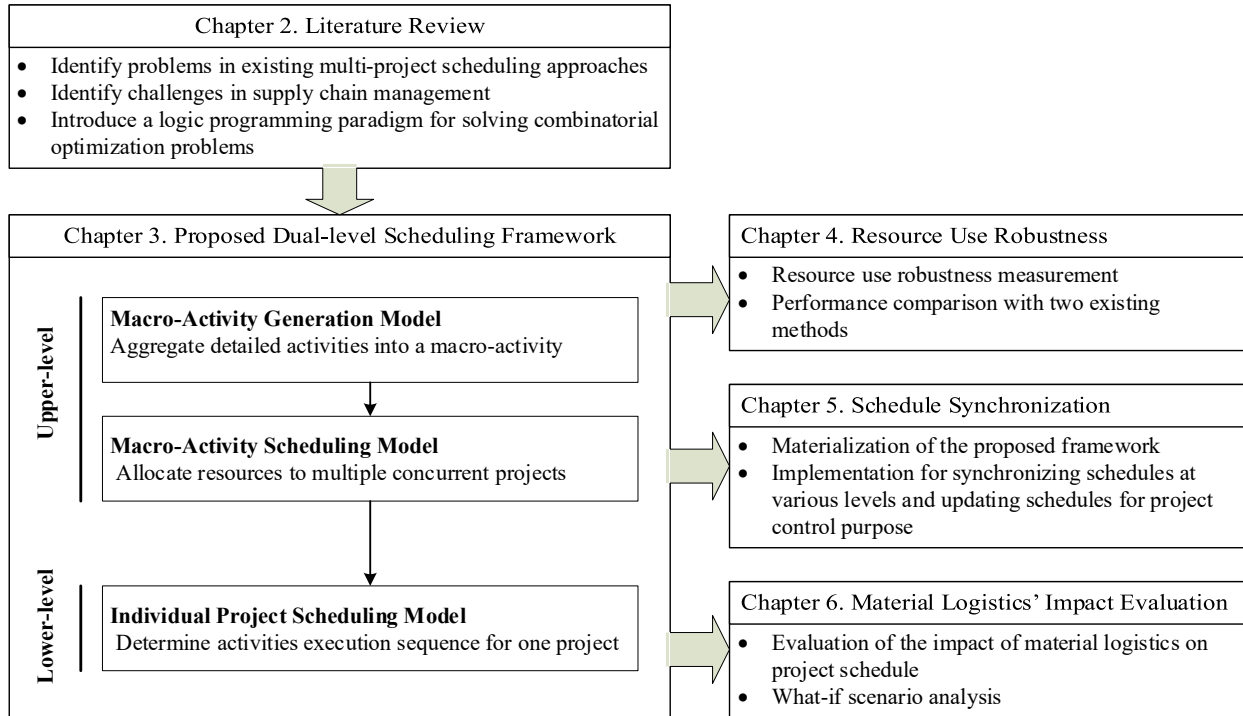 Chapter 2. Literature Review
• Identify problems in existing multi-project scheduling approaches
• Identify challenges in supply chain management
• Introduce a logic programming paradigm for solving combinatorial
optimization problems
Chapter 3. Proposed Dual-level Scheduling Framework
Upper-level
Macro-Activity Generation Model
Aggregate detailed activities into a macro-activity
Macro-Activity Scheduling Model
Allocate resources to multiple concurrent projects
Lower-level
Individual Project Scheduling Model
Determine activities execution sequence for one project
Chapter 4. Resource Use Robustness
• Resource use robustness measurement
• Performance comparison with two existing
methods
Chapter 5. Schedule Synchronization
• Materialization of the proposed framework
• Implementation for synchronizing schedules at
various levels and updating schedules for project
control purpose
Chapter 6. Material Logistics’ Impact Evaluation
• Evaluation of the impact of material logistics on
project schedule
• What-if scenario analysis